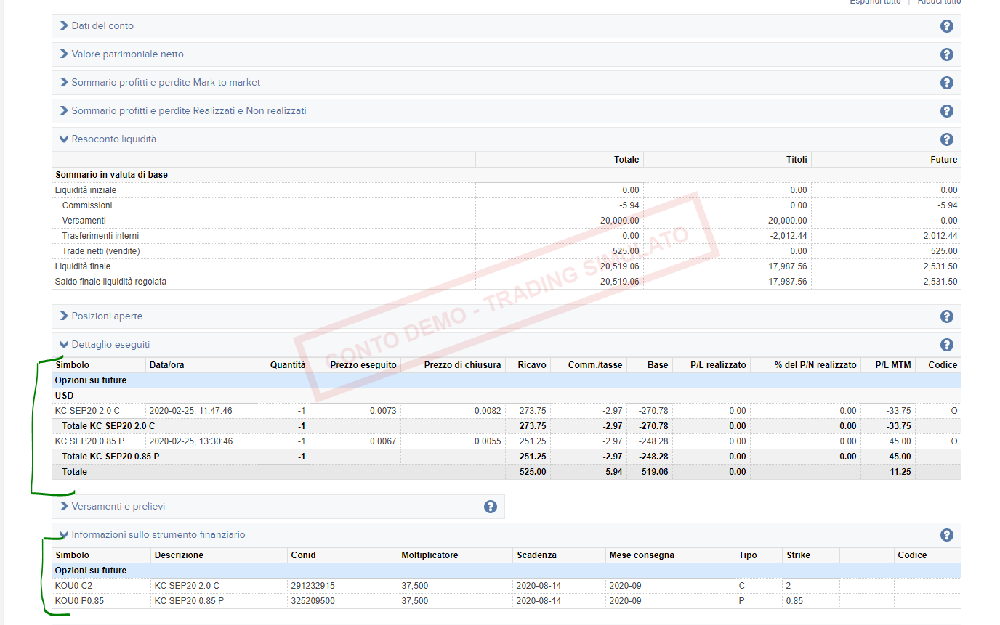 Espandi tutto | Riduci tutto
Dati del conto
Valore patrimoniale netto
Sommario profitti e perdite Mark to market
Sommario profitti e perdite Realizzati e Non realizzati
Resoconto liquidità
Totale Titoli Future
Sommario in valuta di base
Liquidità iniziale 0.00 0.00 0.00
Commissioni -5.94 0.00 -5.94
Versamenti 20,000.00 20,000.00 0.00
Trasferimenti interni 0.00 -2,012.44 2,012.44
Trade netti (vendite) 525.00 0.00 525.00
Liquidità finale 20,519.06 17,987.56 2,531.50
Saldo finale liquidità regolata 20,519.06 17,987.56 2,531.50
CONTO DEMO - TRADING SIMULATO
Posizioni aperte
Dettaglio eseguiti
Simbolo Data/ora Quantità Prezzo eseguito Prezzo di chiusura Ricavo Comm./tasse Base P/L realizzato % del P/N realizzato P/L MTM Codice
Opzioni su future
USD
KC SEP20 2.0 C 2020-02-25, 11:47:46 -1 0.0073 0.0082 273.75 -2.97 -270.78 0.00 0.00 -33.75 O
Totale KC SEP20 2.0 C -1 273.75 -2.97 -270.78 0.00 0.00 -33.75
KC SEP20 0.85 P 2020-02-25, 13:30:46 -1 0.0067 0.0055 251.25 -2.97 -248.28 0.00 0.00 45.00 O
Totale KC SEP20 0.85 P -1 251.25 -2.97 -248.28 0.00 0.00 45.00
Totale 525.00 -5.94 -519.06 0.00 11.25
Versamenti e prelievi
Informazioni sullo strumento finanziario
Simbolo Descrizione Conid Moltiplicatore Scadenza Mese consegna Tipo Strike Codice
Opzioni su future
KOU0 C2 KC SEP20 2.0 C 291232915 37,500 2020-08-14 2020-09 C 2
KOU0 P0.85 KC SEP20 0.85 P 325209500 37,500 2020-08-14 2020-09 P 0.85